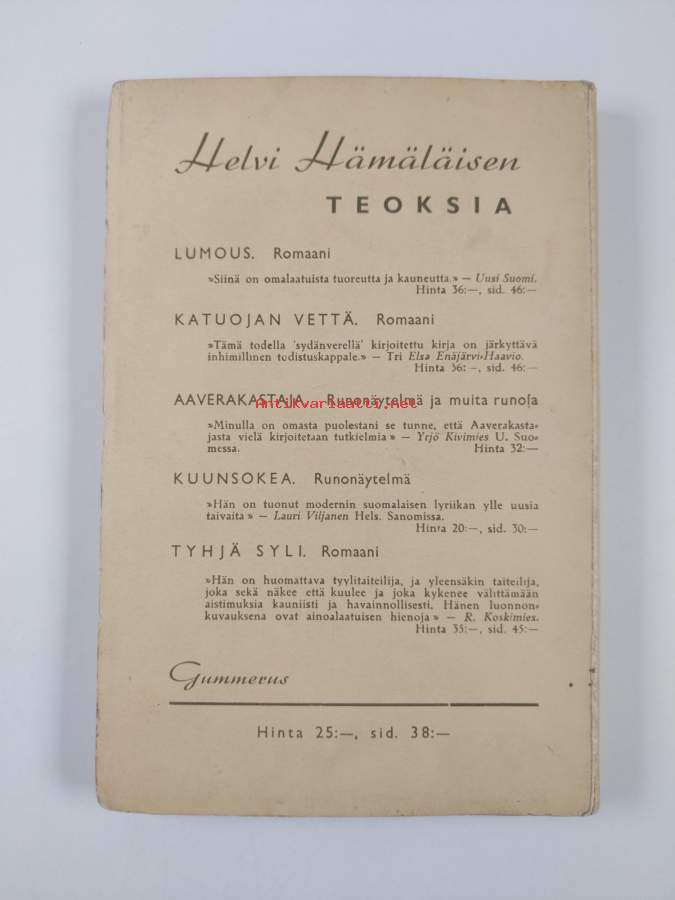 Helvi Hämäläisen
TEOKSIA
LUMOUS. Romaani
»Siinä on omalaatuista tuoreutta ja kauneutta.» — Uusi Suomi.
Hinta 36:—, sid. 46:—
KATUOJAN VETTÄ. Romaani
»Tämä todella 'sydänverellä' kirjoitettu kirja on järkyttävä
inhimillinen todistuskappale.» — Tri Elsa Enäjärvi-Haavio.
Hinta 36:—, sid. 46:—
AAVERAKASTAJA. Runonäytelmä ja muita runoja
Antikvariaatti.net
»Minulla on omasta puolestani se tunne, että Aaverakasta-
jasta vielä kirjoitetaan tutkielmia» — Yrjö Kivimies U. Suo-
messa. Hinta 32:—
KUUNSOKEA. Runonäytelmä
»Hän on tuonut modernin suomalaisen lyriikan ylle uusia
taivaita» — Lauri Viljanen Hels. Sanomissa.
Hinta 20:—, sid. 30:—
TYHJÄ SYLI. Romaani
»Hän on huomattava tyylitaiteilija, ja yleensäkin taiteilija,
joka sekä näkee että kuulee ja joka kykenee välittämään
aistimuksia kauniisti ja havainnollisesti. Hänen luonnon-
kuvauksena ovat ainoalaatuisen hienoja» — R. Koskimies.
Hinta 35:—, sid. 45:—
Gummerus
Hinta 25:—, sid. 38:—